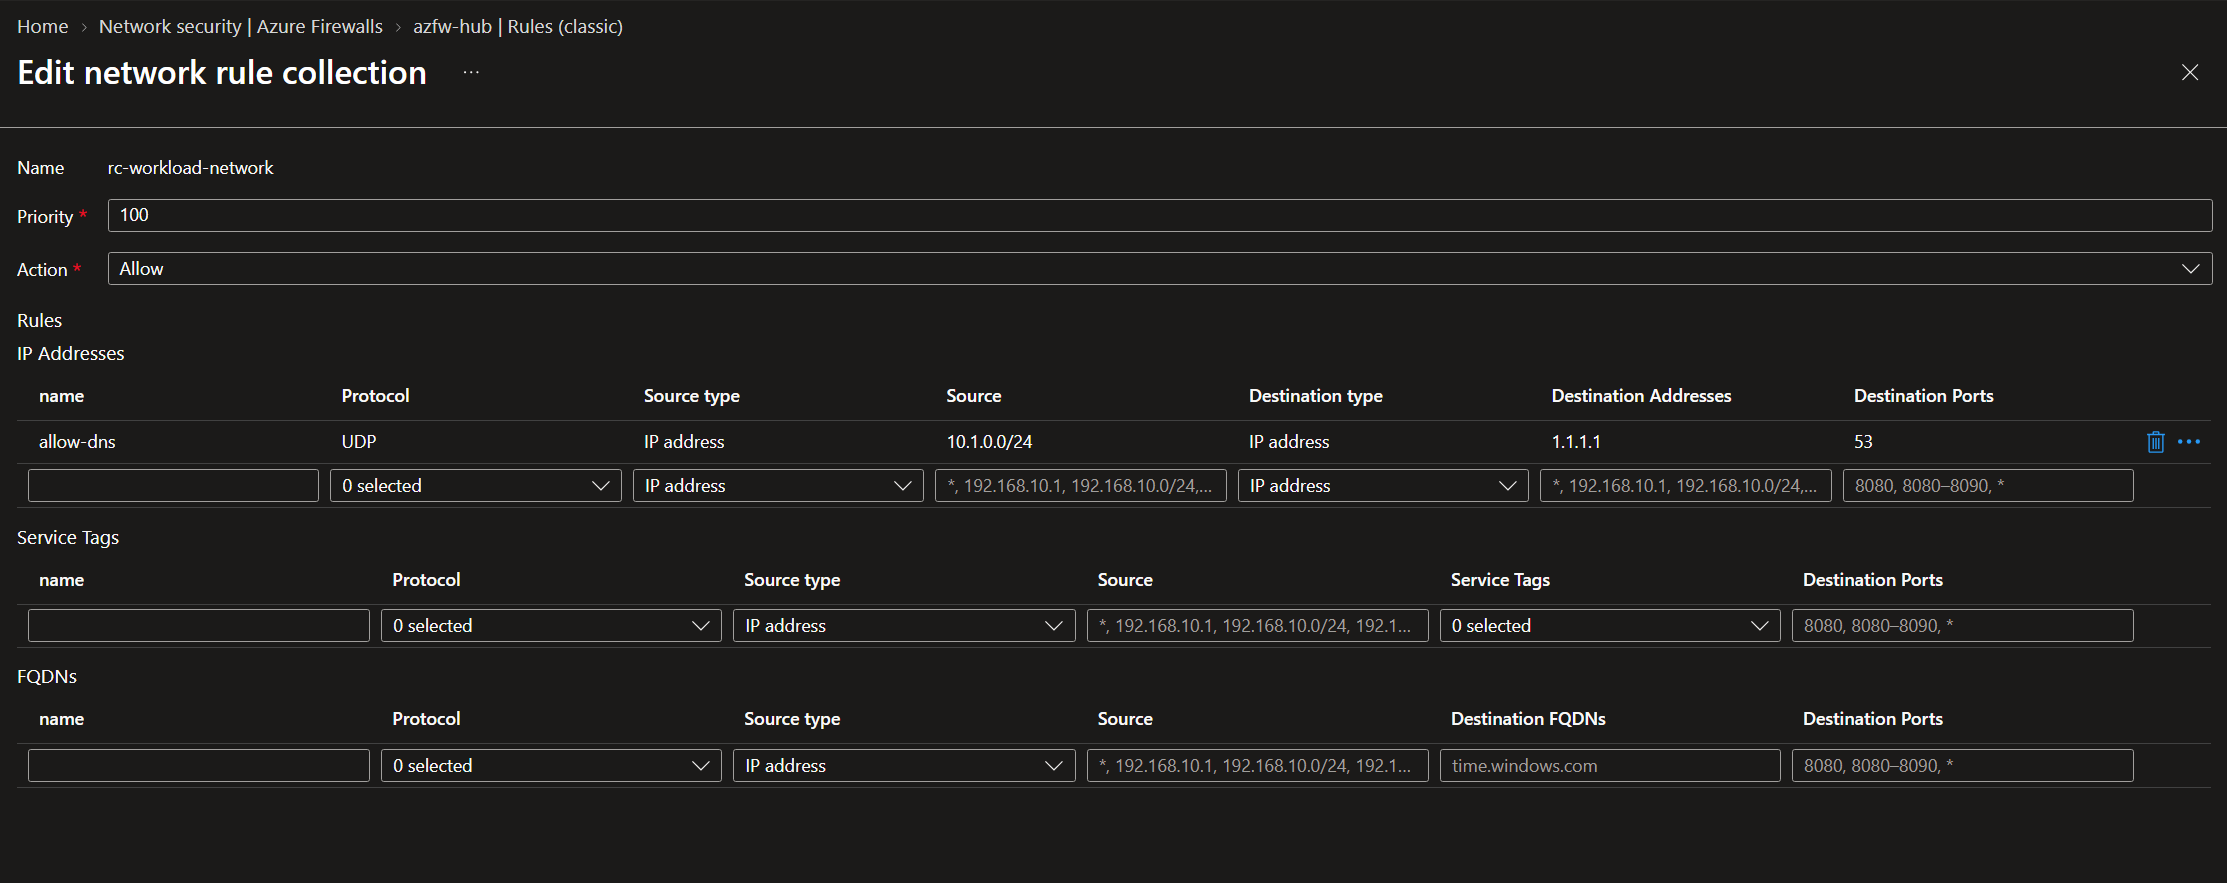 Home > Network security | Azure Firewalls > azfw-hub | Rules (classic)
Edit network rule collection ...
Name rc-workload-network
Priority * 100
Action * Allow
Rules
IP Addresses
name Protocol Source type Source Destination type Destination Addresses Destination Ports
allow-dns UDP IP address 10.1.0.0/24 IP address 1.1.1.1 53
0 selected IP address *, 192.168.10.1, 192.168.10.0/24,... IP address *, 192.168.10.1, 192.168.10.0/24,... 8080, 8080–8090, *
Service Tags
name Protocol Source type Source Service Tags Destination Ports
0 selected IP address *, 192.168.10.1, 192.168.10.0/24, 192.1... 0 selected 8080, 8080–8090, *
FQDNs
name Protocol Source type Source Destination FQDNs Destination Ports
0 selected IP address *, 192.168.10.1, 192.168.10.0/24, 192.1... time.windows.com 8080, 8080–8090, *